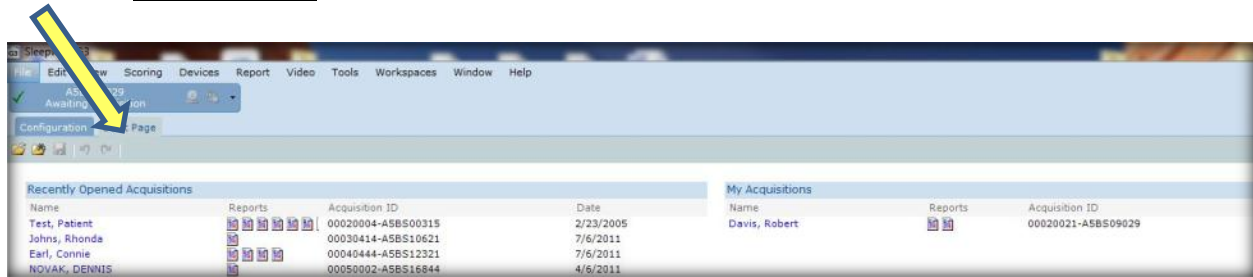 File Edit Scoring Devices Report Video Tools Workspaces Window Help
Awaiting
Configuration Page
Recently Opened Acquisitions My Acquisitions
Name Reports Acquisition ID Date Name Reports Acquisition ID
Test, Patient 00020004-A5BS00315 2/23/2005 Davis, Robert 00020021-A5BS09029
Johns, Rhonda 00030414-A5BS10621 7/6/2011
Earl, Connie 00040444-A5BS12321 7/6/2011
NOVAK, DENNIS 00050002-A5BS16844 4/6/2011